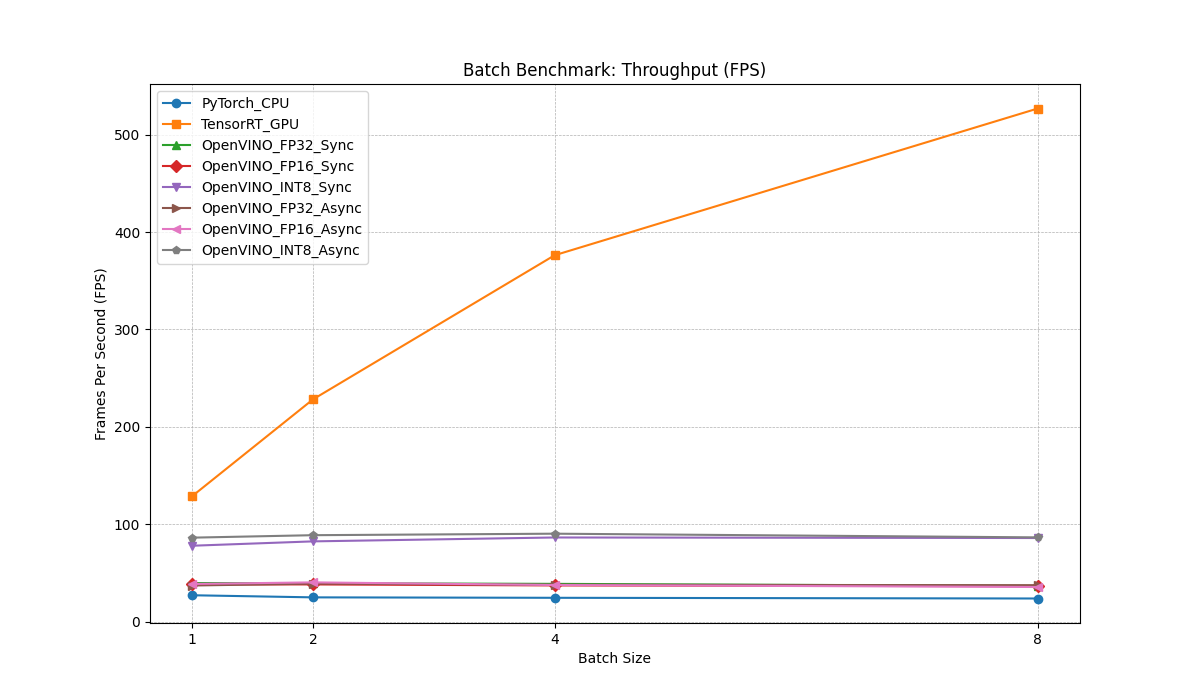 Batch Benchmark: Throughput (FPS)
PyTorch_CPU
TensorRT_GPU
OpenVINO_FP32_Sync
OpenVINO_FP16_Sync
OpenVINO_INT8_Sync
OpenVINO_FP32_Async
OpenVINO_FP16_Async
OpenVINO_INT8_Async
Frames Per Second (FPS)
500
400
300
200
100
0
1 2 4 8
Batch Size